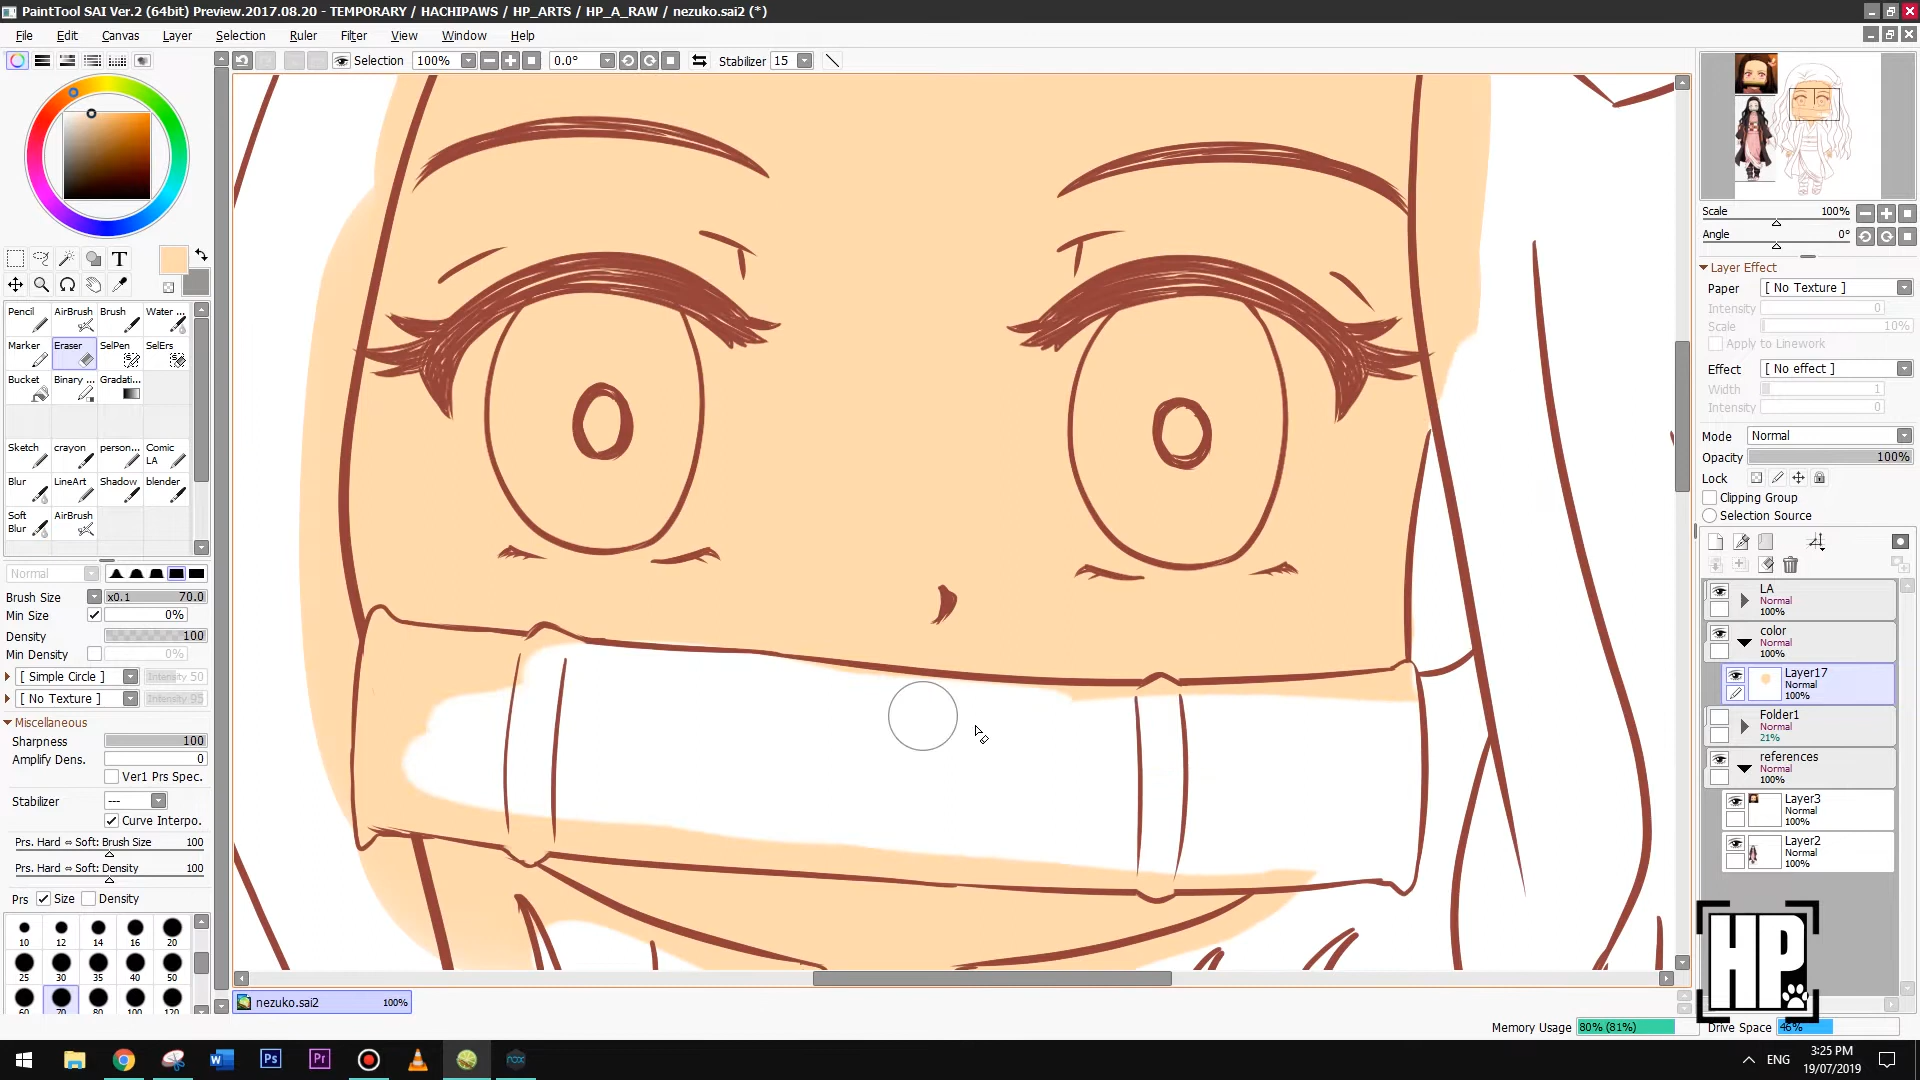 PaintTool SAI Ver.2 (64bit) Preview.2017.08.20 - TEMPORARY / HACHIPAWS / HP_ARTS / HP_A_RAW / nezuko.sai2 (*)
File Edit Canvas Layer Selection Ruler Filter View Window Help
Selection 100% 0.0° Stabilizer 15
T
Pencil AirBrush Brush Water ...
Marker Eraser SelPen SelErs
Bucket Binary ... Gradati...
Sketch crayon person... Comic LA
Blur LineArt Shadow blender
Soft Blur AirBrush
Normal
Brush Size x0.1 70.0
Min Size 0%
Density 100
Min Density 0%
[ Simple Circle ] Intensity 50
[ No Texture ] Intensity 95
Miscellaneous
Sharpness 100
Amplify Dens. 0
Ver1 Prs Spec.
Stabilizer ---
Curve Interpo.
Prs. Hard ⇔ Soft: Brush Size 100
Prs. Hard ⇔ Soft: Density 100
Prs Size Density
10 12 14 16 20
25 30 35 40 50
60 70 80 100 120
Scale 100%
Angle 0°
Layer Effect
Paper [ No Texture ]
Intensity 0
Scale 10%
Apply to Linework
Effect [ No effect ]
Width 1
Intensity 0
Mode Normal
Opacity 100%
Lock
Clipping Group
Selection Source
LA
Normal
100%
color
Normal
100%
Layer17
Normal
100%
Folder1
Normal
21%
references
Normal
100%
Layer3
Normal
100%
Layer2
Normal
100%
HP
nezuko.sai2 100%
Memory Usage 80% (81%) Drive Space 46%
W Ps Pr nox ENG 3:25 PM
19/07/2019